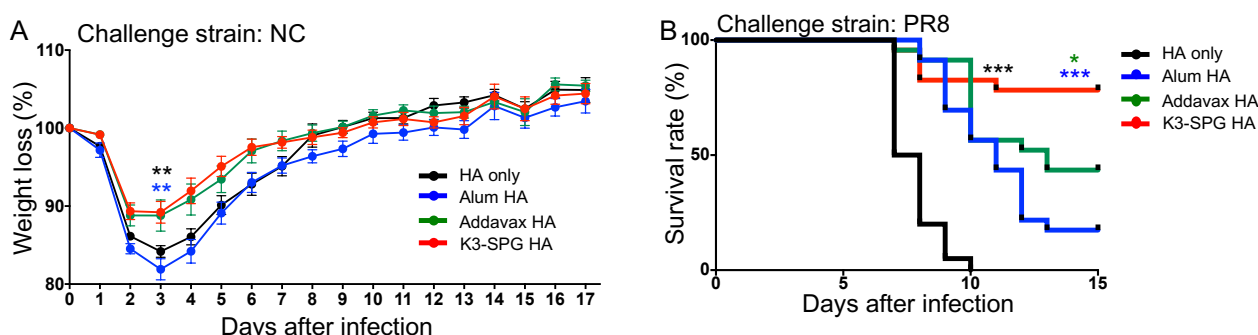 A
Challenge strain: NC
110
100
90
80
Weight loss (%)
**
**
HA only
Alum HA
Addavax HA
K3-SPG HA
0 1 2 3 4 5 6 7 8 9 10 11 12 13 14 15 16 17
Days after infection
B
Challenge strain: PR8
100
50
0
Survival rate (%)
***
*
***
HA only
Alum HA
Addavax HA
K3-SPG HA
0 5 10 15
Days after infection